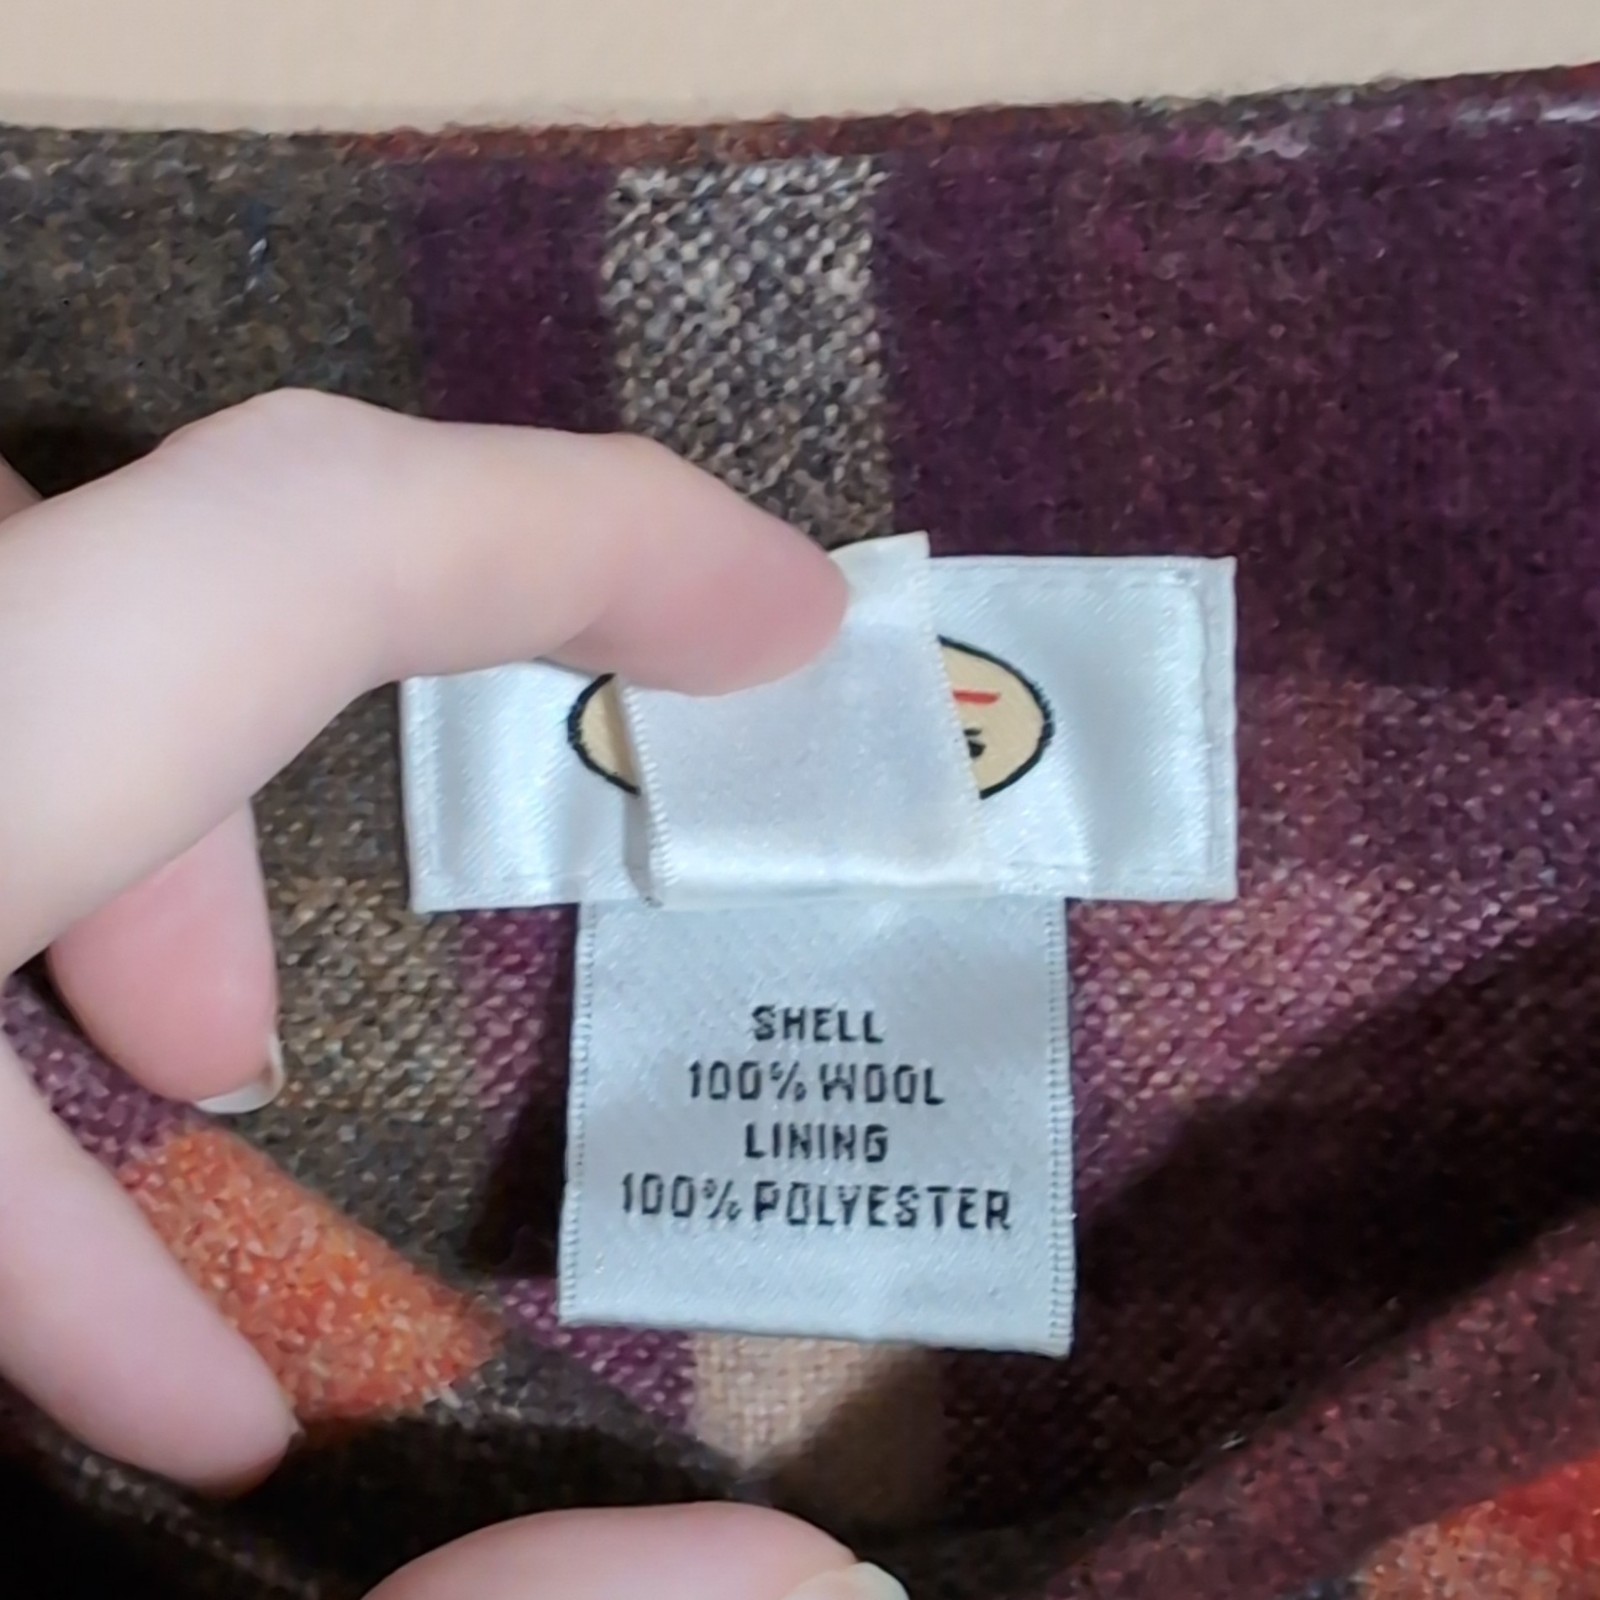 SHELL
100% WOOL
LINING
100% POLYESTER